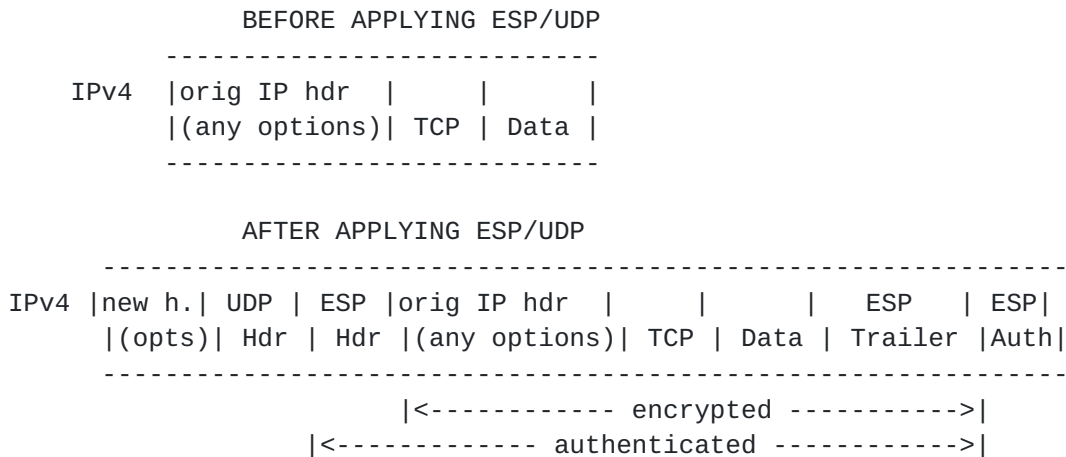 BEFORE APPLYING ESP/UDP
----------------------------
IPv4  |orig IP hdr  |     |      |
|(any options)| TCP | Data |
----------------------------
AFTER APPLYING ESP/UDP
--------------------------------------------------------------
IPv4 |new h.| UDP | ESP |orig IP hdr  |     |      |   ESP   | ESP|
|(opts)| Hdr | Hdr |(any options)| TCP | Data | Trailer |Auth|
--------------------------------------------------------------
|<------------ encrypted ----------->|
|<------------- authenticated ------------>|